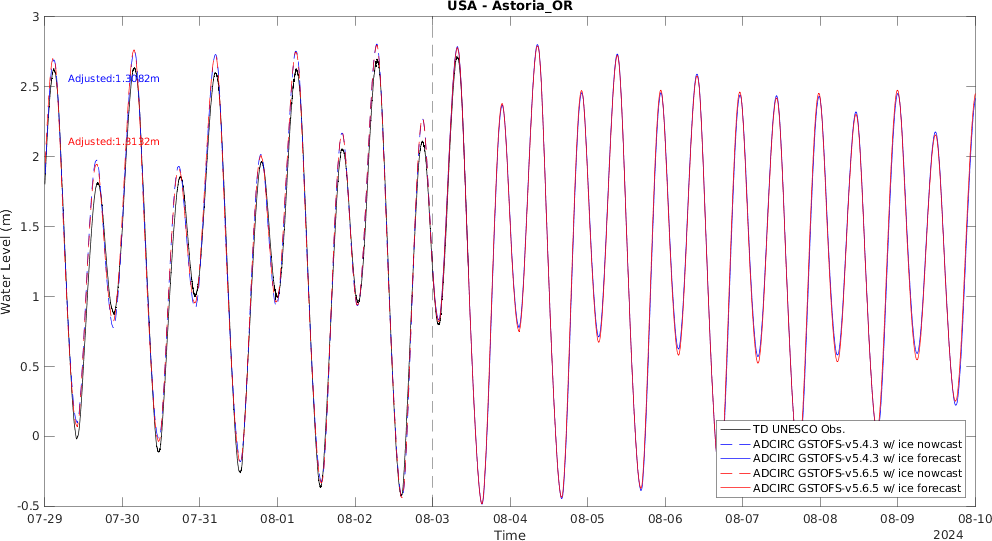 USA - Astoria_OR
3
2.5
2
1.5
1
0.5
0
-0.5
Water Level (m)
Adjusted:1.3082m
Adjusted:1.3132m
TD UNESCO Obs.
ADCIRC GSTOFS-v5.4.3 w/ ice nowcast
ADCIRC GSTOFS-v5.4.3 w/ ice forecast
ADCIRC GSTOFS-v5.6.5 w/ ice nowcast
ADCIRC GSTOFS-v5.6.5 w/ ice forecast
07-29 07-30 07-31 08-01 08-02 08-03 08-04 08-05 08-06 08-07 08-08 08-09 08-10
Time
2024